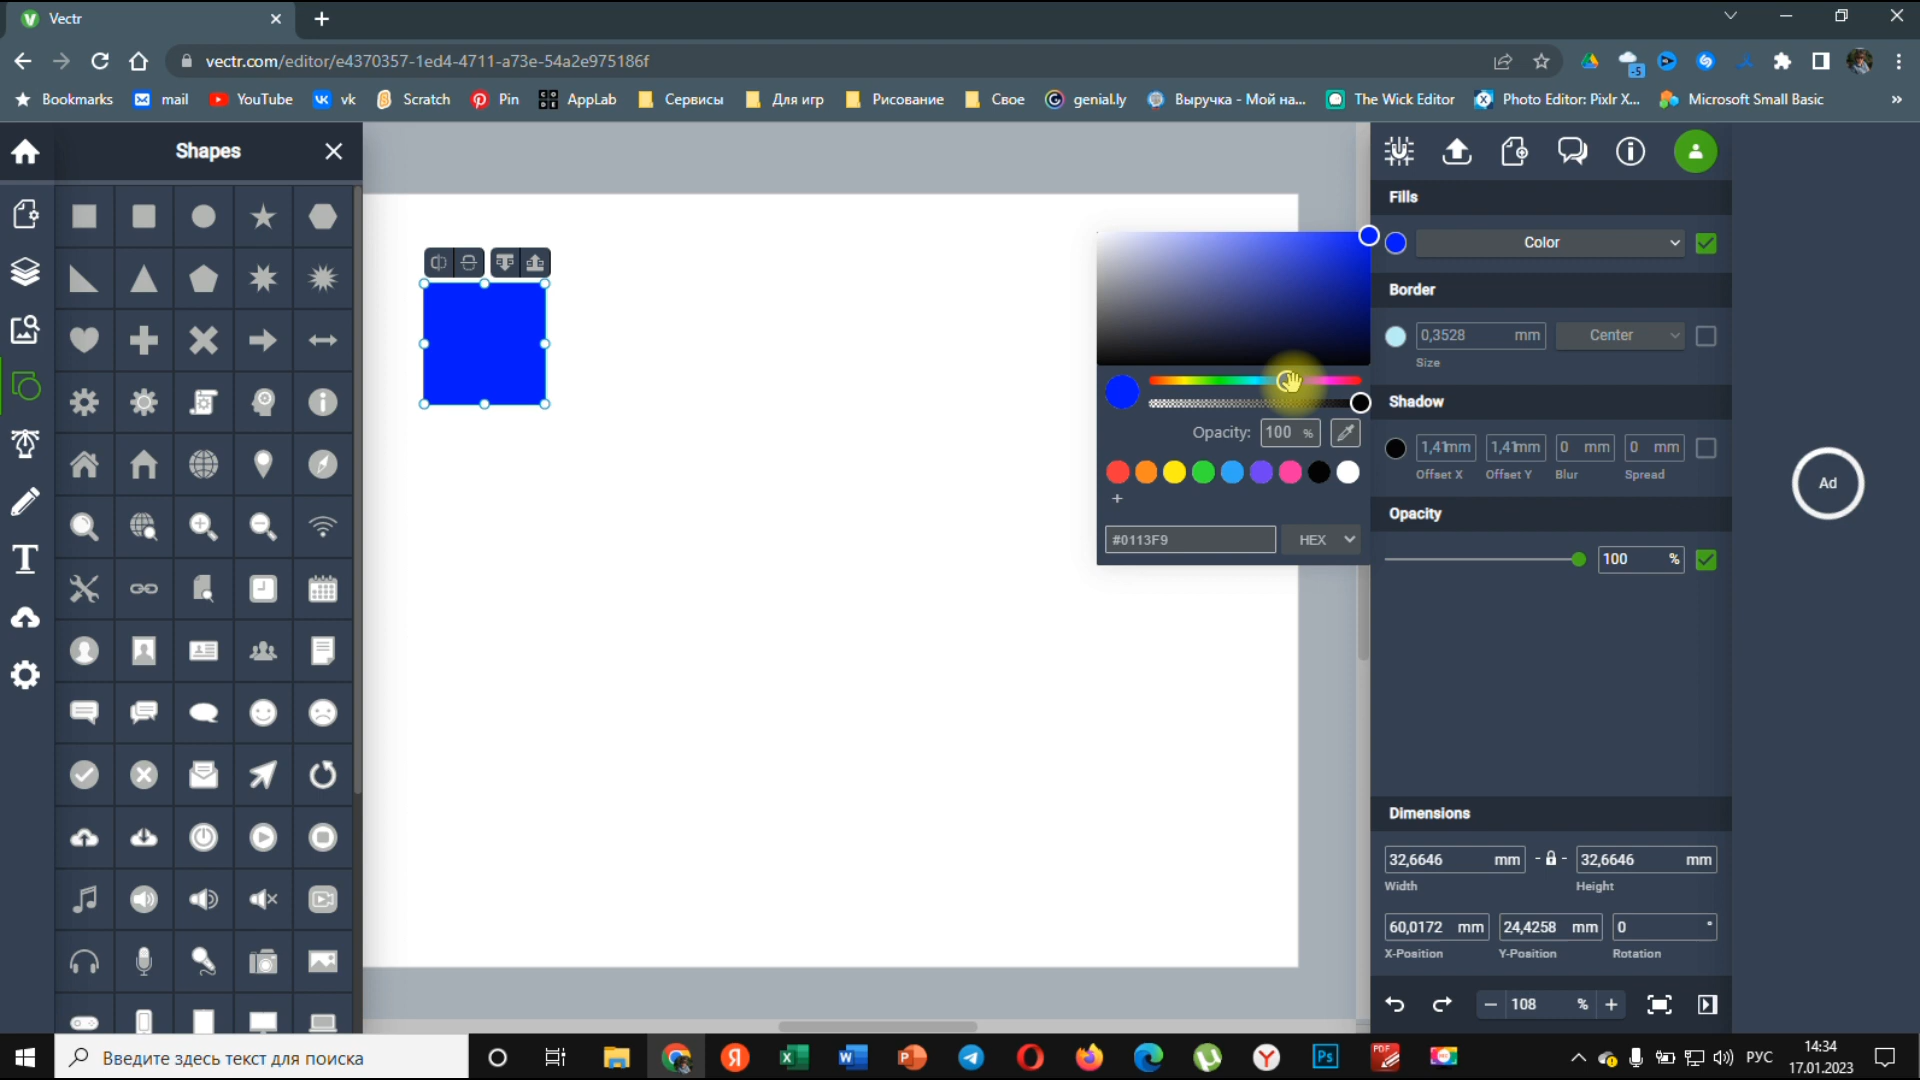 Vectr
vectr.com/editor/e4370357-1ed4-4711-a73e-54a2e975186f
-5
Bookmarks mail YouTube vk Scratch Pin AppLab Сервисы Для игр Рисование Свое genial.ly Выручка - Мой на... The Wick Editor Photo Editor: Pixlr X... Microsoft Small Basic »
Shapes
Fills
Color
Border
0,3528 mm Center
Size
Shadow
1,41mm 1,41mm 0 mm 0 mm
Offset X Offset Y Blur Spread
Opacity: 100 %
+
#0113F9 HEX
Opacity
100 %
Ad
Dimensions
32,6646 mm 32,6646 mm
Width Height
60,0172 mm 24,4258 mm 0 °
X-Position Y-Position Rotation
108 %
Введите здесь текст для поиска
РУС
14:34
17.01.2023